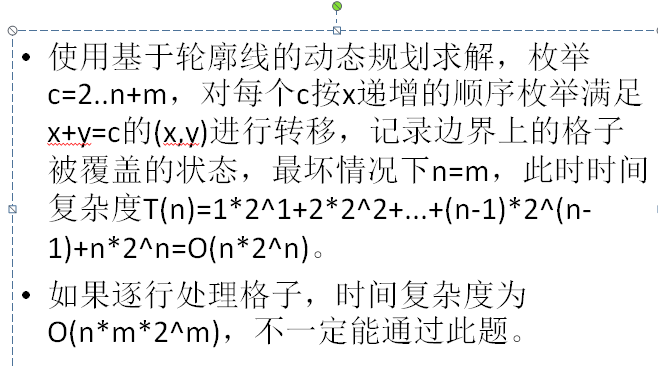 • 使用基于轮廓线的动态规划求解，枚举
c=2..n+m，对每个c按x递增的顺序枚举满足
x+y=c的(x,y)进行转移，记录边界上的格子
被覆盖的状态，最坏情况下n=m，此时时间
复杂度T(n)=1*2^1+2*2^2+...+(n-1)*2^(n-
1)+n*2^n=O(n*2^n)。
• 如果逐行处理格子，时间复杂度为
O(n*m*2^m)，不一定能通过此题。